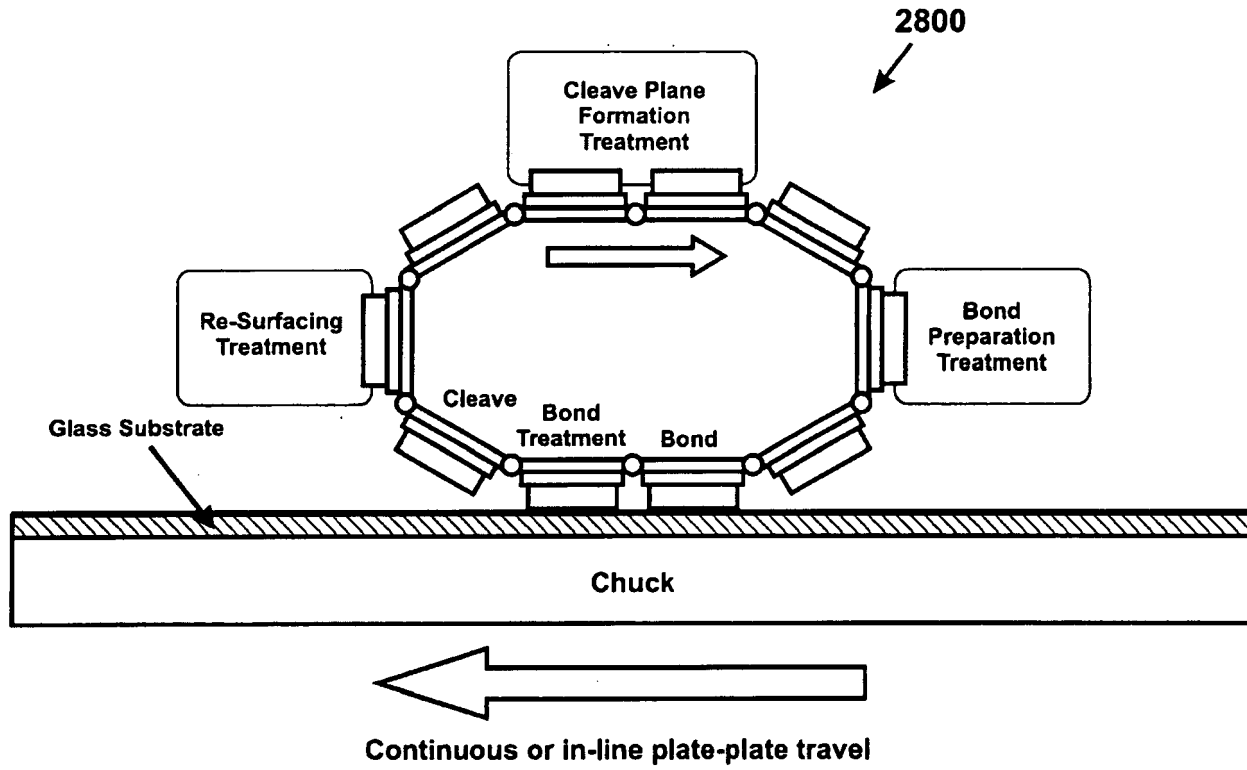 2800
Cleave Plane
Formation
Treatment
Re-Surfacing
Treatment
Bond
Preparation
Treatment
Cleave
Bond
Treatment
Bond
Glass Substrate
Chuck
Continuous or in-line plate-plate travel